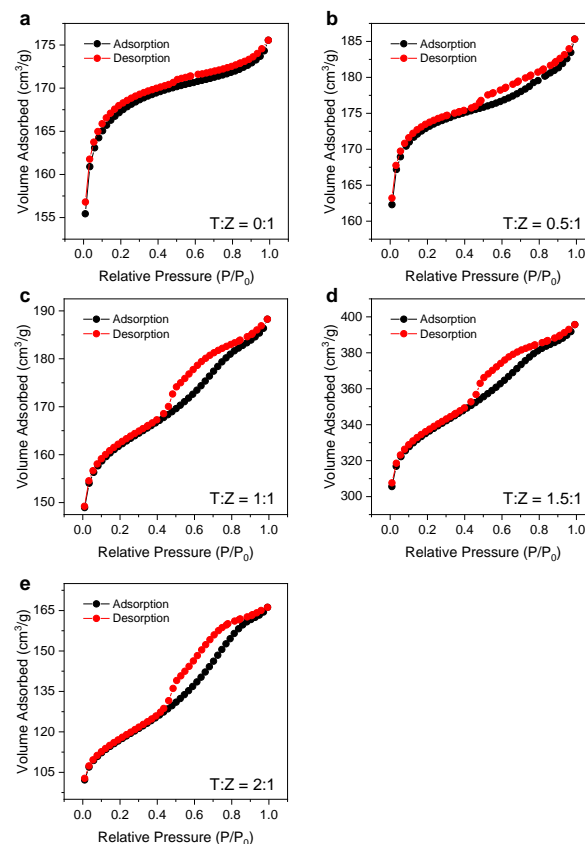 a
Adsorption
Desorption
175
170
165
160
155
Volume Adsorbed (cm³/g)
T:Z = 0:1
0.0 0.2 0.4 0.6 0.8 1.0
Relative Pressure (P/P₀)
b
Adsorption
Desorption
185
180
175
170
165
160
Volume Adsorbed (cm³/g)
T:Z = 0.5:1
0.0 0.2 0.4 0.6 0.8 1.0
Relative Pressure (P/P₀)
c
Adsorption
Desorption
190
180
170
160
150
Volume Adsorbed (cm³/g)
T:Z = 1:1
0.0 0.2 0.4 0.6 0.8 1.0
Relative Pressure (P/P₀)
d
Adsorption
Desorption
400
380
360
340
320
300
Volume Adsorbed (cm³/g)
T:Z = 1.5:1
0.0 0.2 0.4 0.6 0.8 1.0
Relative Pressure (P/P₀)
e
Adsorption
Desorption
165
150
135
120
105
Volume Adsorbed (cm³/g)
T:Z = 2:1
0.0 0.2 0.4 0.6 0.8 1.0
Relative Pressure (P/P₀)